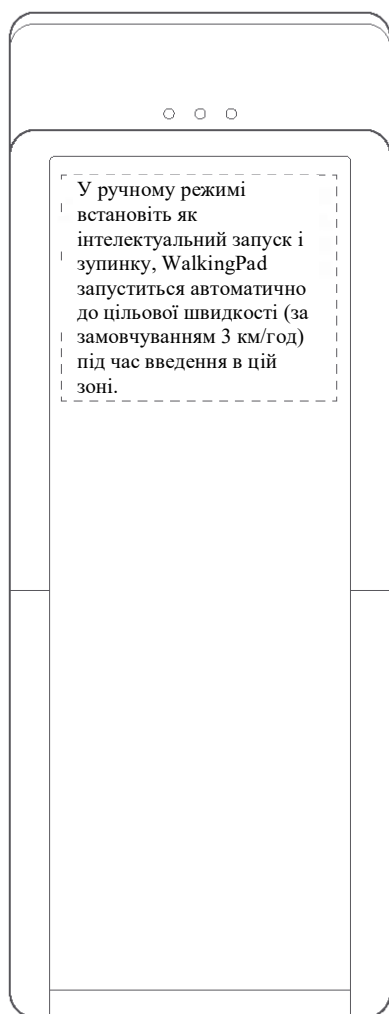 У ручному режимі
встановіть як
інтелектуальний запуск і
зупинку, WalkingPad
запуститься автоматично
до цільової швидкості (за
замовчуванням 3 км/год)
під час введення в цій
зоні.